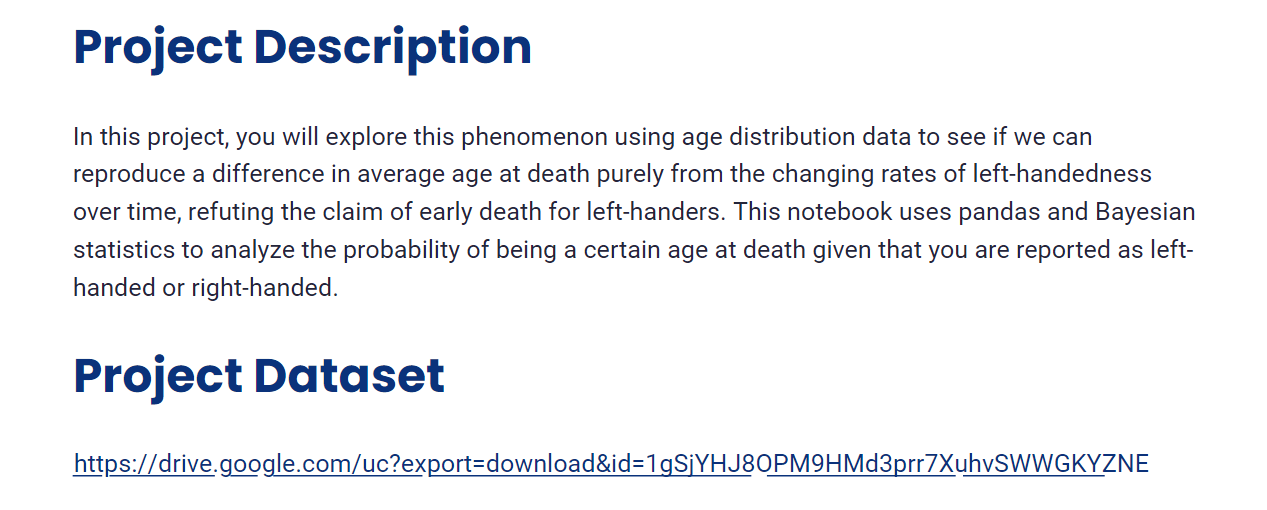 Project Description
In this project, you will explore this phenomenon using age distribution data to see if we can
reproduce a difference in average age at death purely from the changing rates of left-handedness
over time, refuting the claim of early death for left-handers. This notebook uses pandas and Bayesian
statistics to analyze the probability of being a certain age at death given that you are reported as left-
handed or right-handed.
Project Dataset
https://drive.google.com/uc?export=download&id=1gSjYHJ8OPM9HMd3prr7XuhvSWWGKYZNE